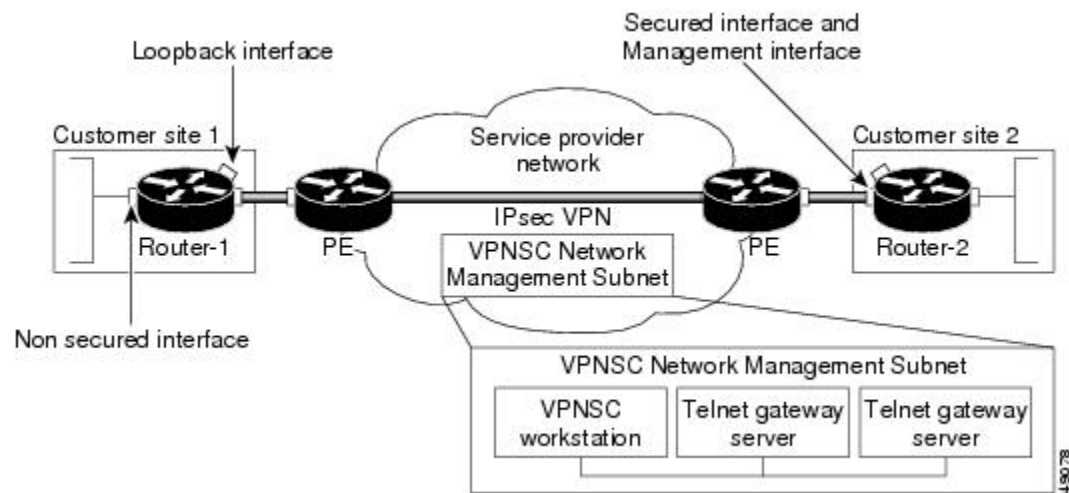 Loopback interface
Secured interface and
Management interface
Customer site 1
Service provider
network
Customer site 2
Router-1
PE
IPsec VPN
PE
Router-2
VPNSC Network
Management Subnet
Non secured interface
VPNSC Network Management Subnet
VPNSC
workstation
Telnet gateway
server
Telnet gateway
server
49078